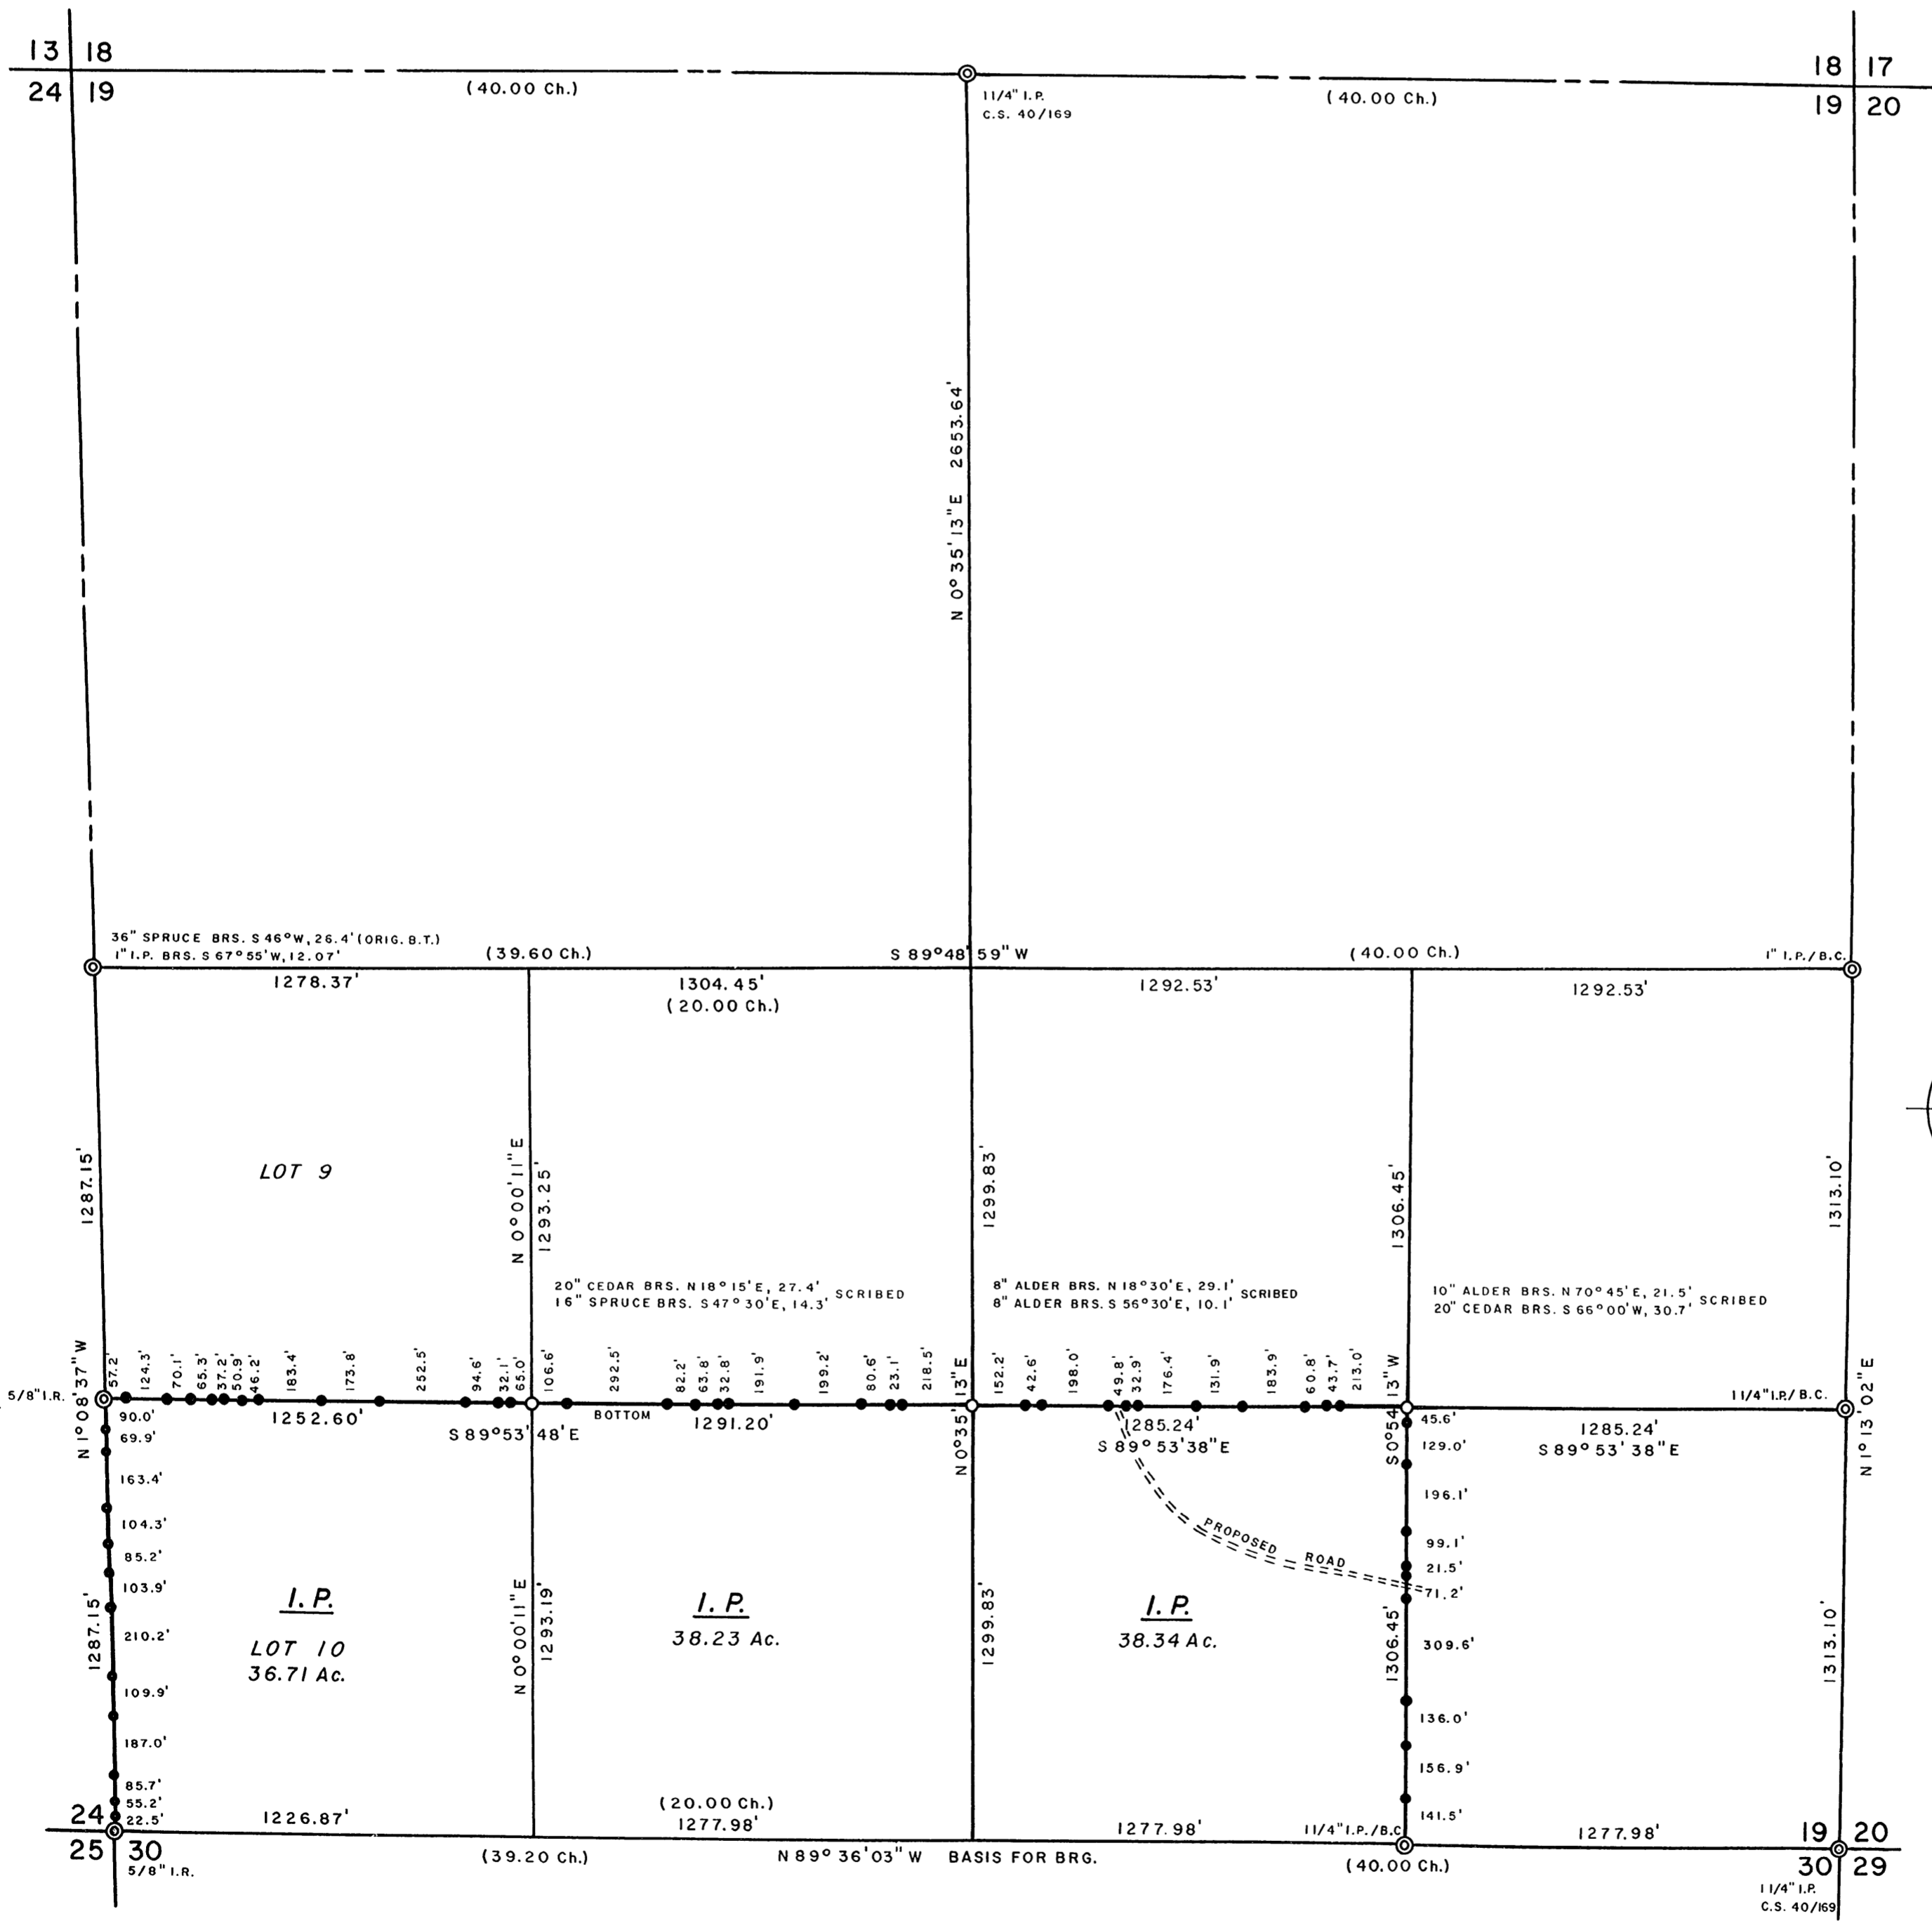 13 18
18 17
24 19
(40.00 Ch.)
(40.00 Ch.)
19 20
1 1/4" I.P.
C.S. 40/169
N 0° 35' 13" E 2653.64'
36" SPRUCE BRS. S 46° W, 26.4' (ORIG. B.T.)
1" I.P. BRS. S 67° 55' W, 12.07'
(39.60 Ch.)
S 89° 48' 59" W
(40.00 Ch.)
1" I.P./B.C.
1278.37'
1304.45'
(20.00 Ch.)
1292.53'
1292.53'
1287.15'
LOT 9
N 0° 00' 11" E
1293.25'
1299.83'
1306.45'
1313.10'
20" CEDAR BRS. N 18° 15' E, 27.4'
16" SPRUCE BRS. S 47° 30' E, 14.3'
SCRIBED
8" ALDER BRS. N 18° 30' E, 29.1'
8" ALDER BRS. S 56° 30' E, 10.1'
SCRIBED
10" ALDER BRS. N 70° 45' E, 21.5'
20" CEDAR BRS. S 66° 00' W, 30.7'
SCRIBED
5/8" I.R.
N 1° 08' 37" W
57.2'
124.3'
70.1'
65.3'
37.2'
50.9'
46.2'
183.4'
173.8'
252.5'
94.6'
32.1'
65.0'
106.6'
292.5'
82.2'
63.8'
32.8'
191.9'
199.2'
80.6'
23.1'
218.5'
N 0° 35' 13" E
152.2'
42.6'
198.0'
49.8'
32.9'
176.4'
131.9'
183.9'
60.8'
43.7'
213.0'
S 0° 54' 13" W
1 1/4" I.P./B.C.
N 1° 13' 02" E
1252.60'
S 89° 53' 48" E
BOTTOM
1291.20'
1285.24'
S 89° 53' 38" E
1285.24'
S 89° 53' 38" E
90.0'
69.9'
163.4'
104.3'
85.2'
103.9'
210.2'
109.9'
187.0'
85.7'
55.2'
22.5'
45.6'
129.0'
196.1'
99.1'
21.5'
71.2'
309.6'
136.0'
156.9'
141.5'
PROPOSED ROAD
1287.15'
I.P.
LOT 10
36.71 Ac.
N 0° 00' 11" E
1293.19'
I.P.
38.23 Ac.
1299.83'
I.P.
38.34 Ac.
1306.45'
1313.10'
24
1226.87'
(20.00 Ch.)
1277.98'
1277.98'
1 1/4" I.P./B.C
1277.98'
19 20
25 30
5/8" I.R.
(39.20 Ch.)
N 89° 36' 03" W BASIS FOR BRG.
(40.00 Ch.)
30 29
1 1/4" I.P.
C.S. 40/169